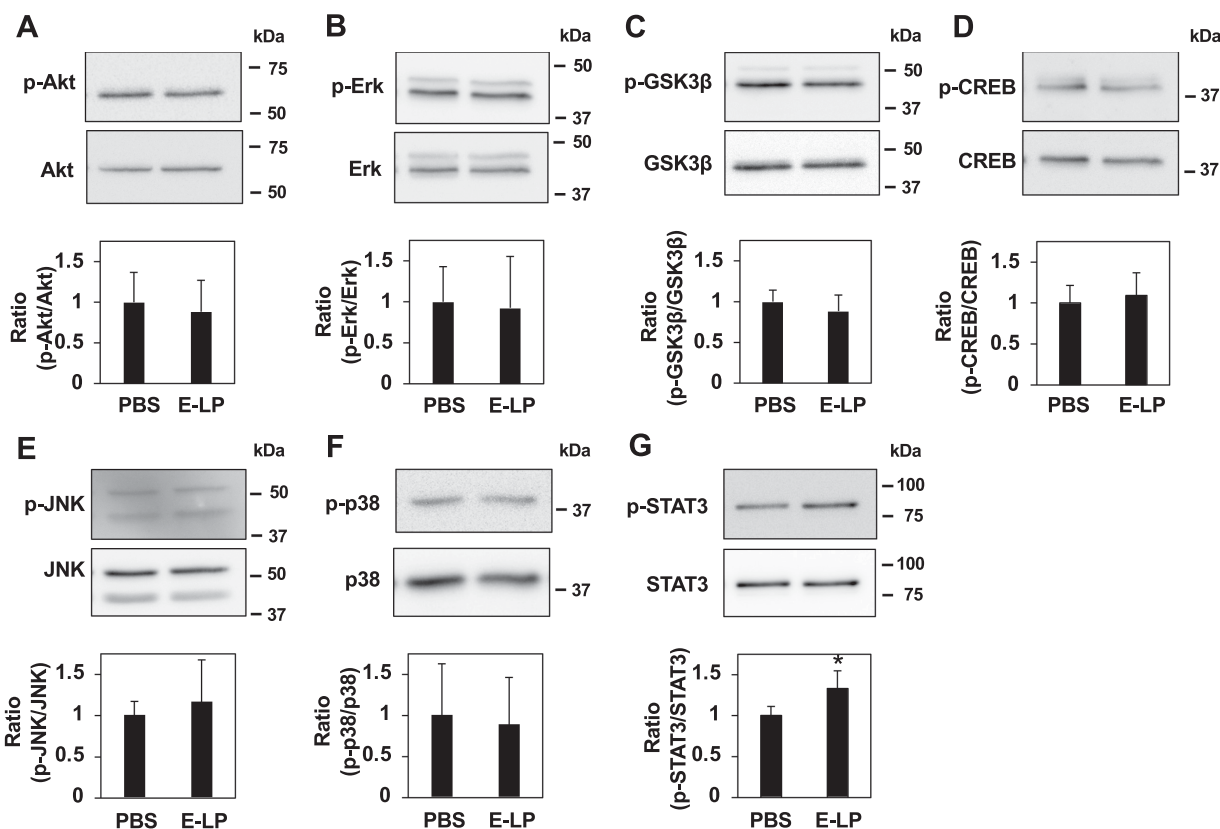 A
kDa
p-Akt
– 75
– 50
Akt
– 75
– 50
Ratio
(p-Akt/Akt)
1.5
1
0.5
0
PBS E-LP
B
kDa
p-Erk
– 50
– 37
Erk
– 50
– 37
Ratio
(p-Erk/Erk)
1.5
1
0.5
0
PBS E-LP
C
kDa
p-GSK3β
– 50
– 37
GSK3β
– 50
– 37
Ratio
(p-GSK3β/GSK3β)
1.5
1
0.5
0
PBS E-LP
D
kDa
p-CREB
– 37
CREB
– 37
Ratio
(p-CREB/CREB)
1.5
1
0.5
0
PBS E-LP
E
kDa
p-JNK
– 50
– 37
JNK
– 50
– 37
Ratio
(p-JNK/JNK)
1.5
1
0.5
0
PBS E-LP
F
kDa
p-p38
– 37
p38
– 37
Ratio
(p-p38/p38)
1.5
1
0.5
0
PBS E-LP
G
kDa
p-STAT3
– 100
– 75
STAT3
– 100
– 75
Ratio
(p-STAT3/STAT3)
1.5
1
0.5
0
*
PBS E-LP